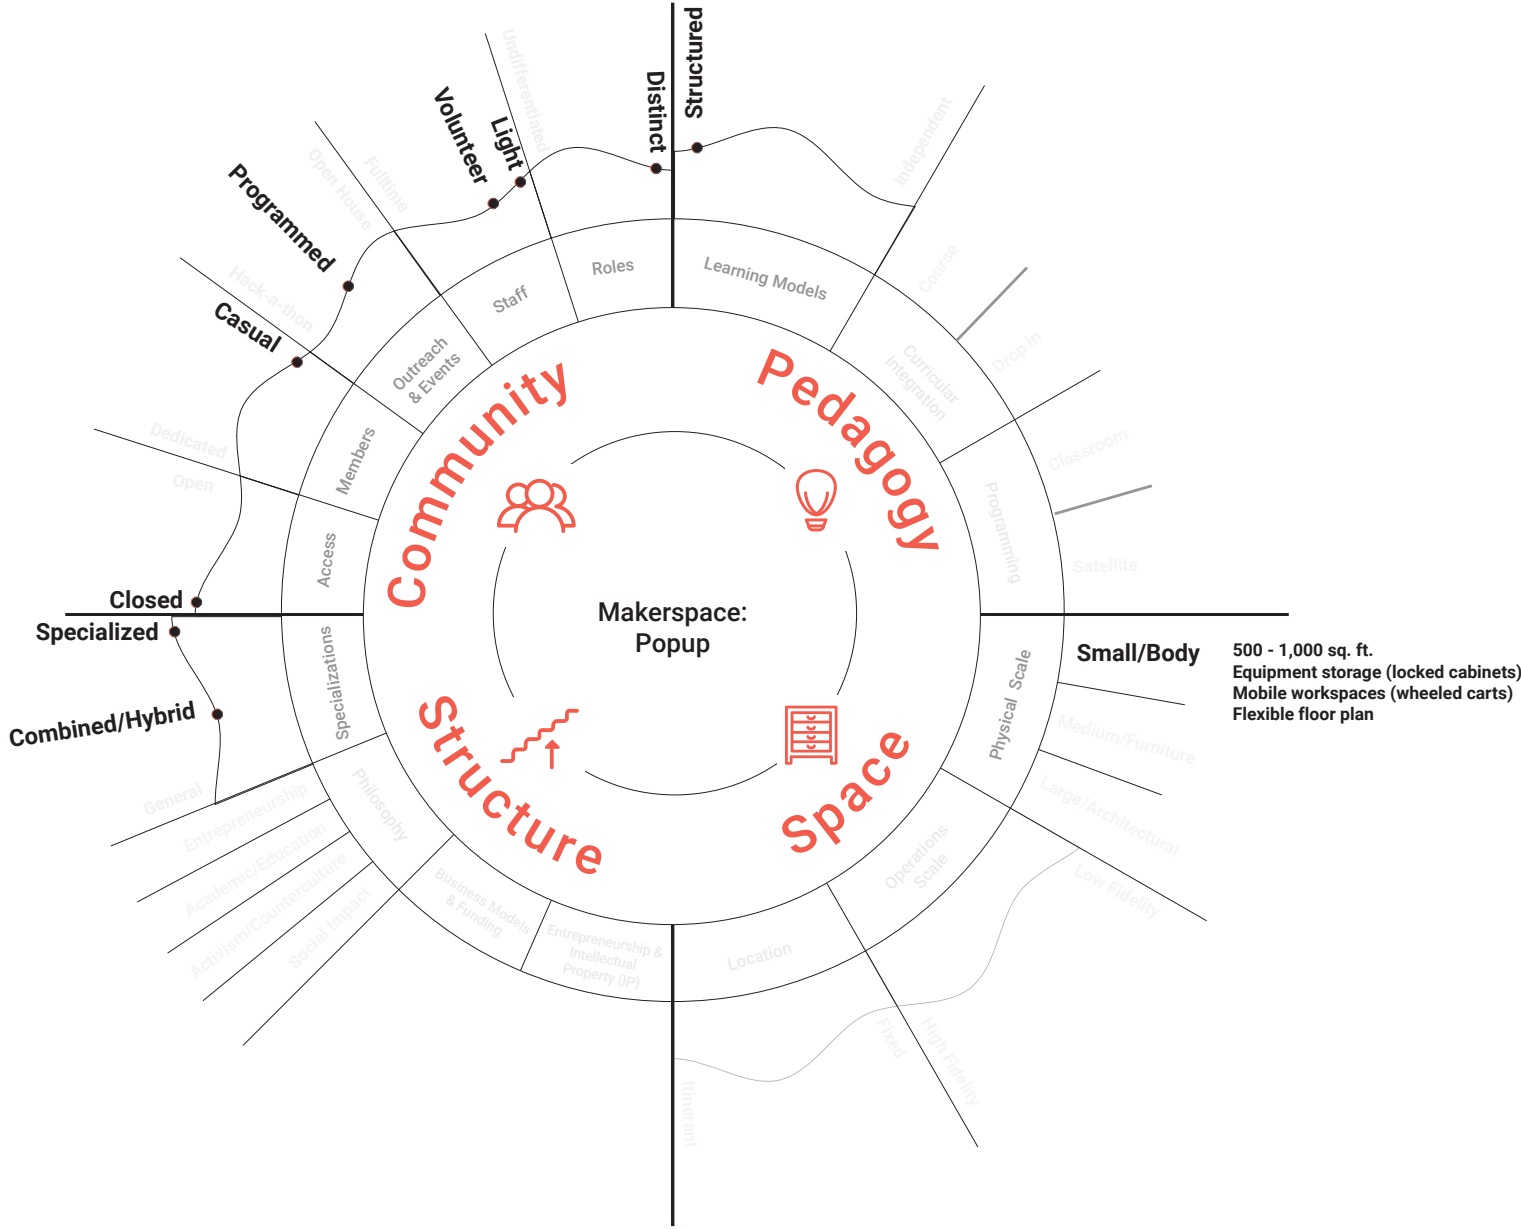 Structured
Distinct
Undifferentiated
Light
Volunteer
Fulltime
Open House
Programmed
Hack-a-thon
Casual
Dedicated
Open
Closed
Specialized
Combined/Hybrid
General
Entrepreneurship
Academic/Education
Activism/Counterculture
Social Impact
Independent
Course
Drop In
Classroom
Satellite
Small/Body
500 - 1,000 sq. ft.
Equipment storage (locked cabinets)
Mobile workspaces (wheeled carts)
Flexible floor plan
Medium/Furniture
Large/Architectural
Low Fidelity
High Fidelity
Fixed
Itinerant
Roles
Staff
Outreach
& Events
Members
Access
Specializations
Philosophy
Business Models
& Funding
Entrepreneurship &
Intellectual
Property (IP)
Location
Operations
Scale
Physical Scale
Programming
Curricular
Integration
Learning Models
Community
Pedagogy
Structure
Space
Makerspace:
Popup